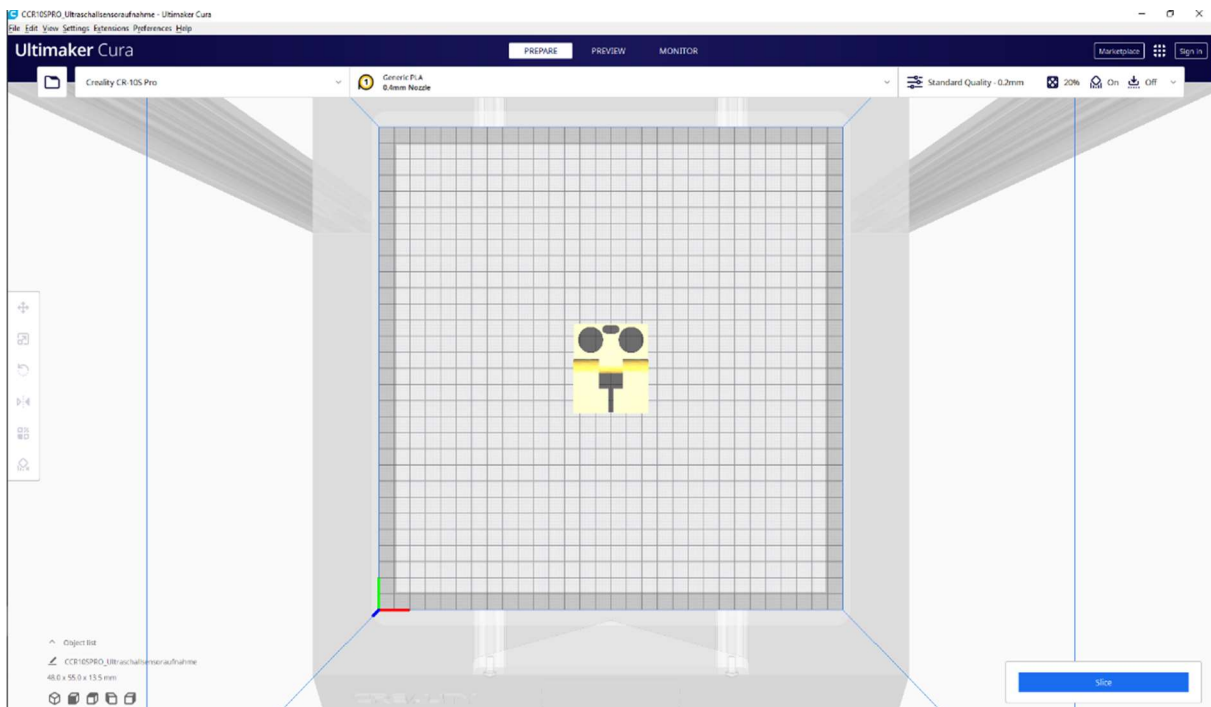 CCR10SPRO_Ultraschallsensoraufnahme - Ultimaker Cura
File Edit View Settings Extensions Preferences Help
Ultimaker Cura
PREPARE PREVIEW MONITOR
Marketplace Sign in
Creality CR-10S Pro
1 Generic PLA
0.4mm Nozzle
Standard Quality - 0.2mm 20% On Off
Object list
CCR10SPRO_Ultraschallsensoraufnahme
48.0 x 55.0 x 13.5 mm
Slice